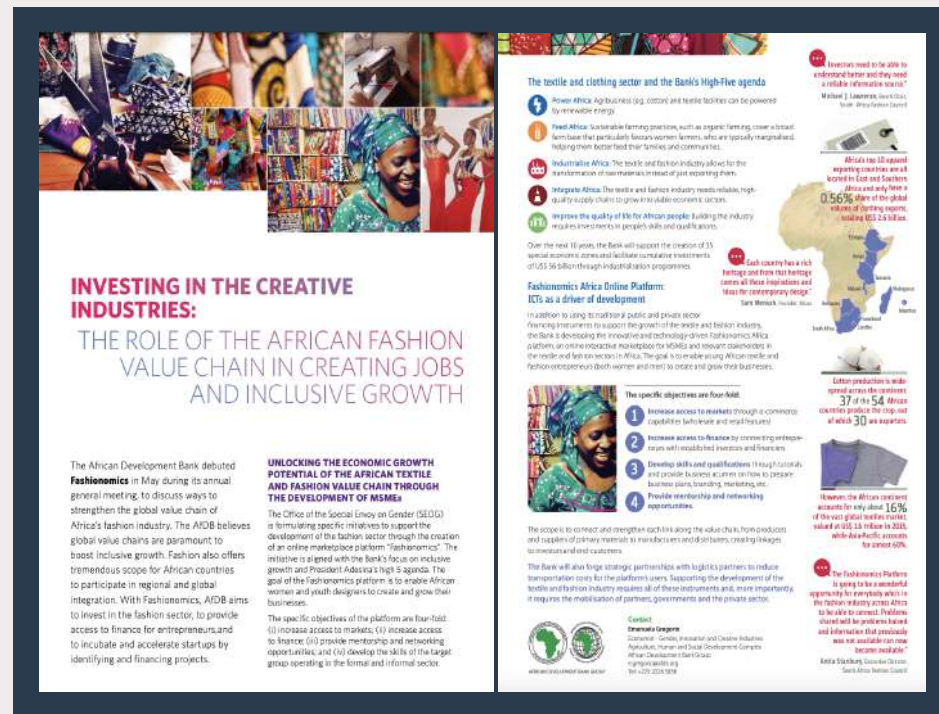 INVESTING IN THE CREATIVE
INDUSTRIES:
THE ROLE OF THE AFRICAN FASHION
VALUE CHAIN IN CREATING JOBS
AND INCLUSIVE GROWTH
The African Development Bank debuted
Fashionomics in May during its annual
general meeting, to discuss ways to
strengthen the global value chain of
Africa's fashion industry. The AfDB believes
global value chains are paramount to
boost inclusive growth. Fashion also offers
tremendous scope for African countries
to participate in regional and global
integration. With Fashionomics, AfDB aims
to invest in the fashion sector, to provide
access to finance for entrepreneurs,and
to incubate and accelerate startups by
identifying and financing projects.
UNLOCKING THE ECONOMIC GROWTH
POTENTIAL OF THE AFRICAN TEXTILE
AND FASHION VALUE CHAIN THROUGH
THE DEVELOPMENT OF MSMEs
The Office of the Special Envoy on Gender (SEOG)
is formulating specific initiatives to support the
development of the fashion sector through the creation
of an online marketplace platform "Fashionomics". The
initiative is aligned with the Bank's focus on inclusive
growth and President Adesina's high 5 agenda. The
goal of the Fashionomics platform is to enable African
women and youth designers to create and grow their
businesses.
The specific objectives of the platform are four-fold:
(i) increase access to markets; (ii) increase access
to finance; (iii) provide mentorship and networking
opportunities; and (iv) develop the skills of the target
group operating in the formal and informal sector.
The textile and clothing sector and the Bank's High-Five agenda
Power Africa: Agribusiness (e.g. cotton) and textile facilities can be powered
by renewable energy.
Feed Africa: Sustainable farming practices, such as organic farming, cover a broad
farm base that particularly favours women farmers, who are typically marginalised,
helping them better feed their families and communities.
Industrialise Africa: The textile and fashion industry allows for the
transformation of raw materials instead of just exporting them.
Integrate Africa: The textile and fashion industry needs reliable, high-
quality supply chains to grow into viable economic sectors.
Improve the quality of life for African people: Building the industry
requires investments in people's skills and qualifications.
Over the next 10 years, the Bank will support the creation of 35
special economic zones and facilitate cumulative investments
of US$ 56 billion through industrialisation programmes.
Fashionomics Africa Online Platform:
ICTs as a driver of development
In addition to using its traditional public and private sector
financing instruments to support the growth of the textile and fashion industry,
the Bank is developing the innovative and technology-driven Fashionomics Africa
platform, an online interactive marketplace for MSMEs and relevant stakeholders in
the textile and fashion sectors in Africa. The goal is to enable young African textile and
fashion entrepreneurs (both women and men) to create and grow their businesses.
The specific objectives are four-fold:
1 Increase access to markets through e-commerce
capabilities (wholesale and retail features)
2 Increase access to finance by connecting entrepre-
neurs with established investors and financiers
3 Develop skills and qualifications through tutorials
and provide business acumen on how to prepare
business plans, branding, marketing, etc.
4 Provide mentorship and networking
opportunities.
The scope is to connect and strengthen each link along the value chain, from producers
and suppliers of primary materials to manufacturers and distributors, creating linkages
to investors and end-customers.
The Bank will also forge strategic partnerships with logistics partners to reduce
transportation costs for the platform's users. Supporting the development of the
textile and fashion industry requires all of these instruments and, more importantly,
it requires the mobilisation of partners, governments and the private sector.
AFRICAN DEVELOPMENT BANK GROUP
Contact
Emanuela Gregorio
Economist - Gender, Innovation and Creative Industries
Agriculture, Human and Social Development Complex
African Development Bank Group
Investors need to be able to
understand better and they need
a reliable information source."
Africa's top 10 apparel
exporting countries are all
located in East and Southern
Africa and only have a
0.56% share of the global
volume of clothing exports,
totaling US$ 2.6 billion.
Each country has a rich
heritage and from that heritage
comes all these inspirations and
ideas for contemporary design."
Ethiopia
Kenya
Tanzania
Malawi
Madagascar
Mauritius
Botswana
Swaziland
South Africa
Lesotho
Cotton production is wide-
spread across the continent:
37 of the 54 African
countries produce the crop, out
of which 30 are exporters.
However, the African continent
accounts for only about 16%
of the vast global textiles market,
valued at US$ 1.6 trillion in 2015,
while Asia-Pacific accounts
for almost 60%.
The Fashionomics Platform
is going to be a wonderful
opportunity for everybody which in
the fashion industry across Africa
to be able to connect. Problems
shared will be problems halved
and information that previously
was not available can now
become available."
South Africa Fashion Council